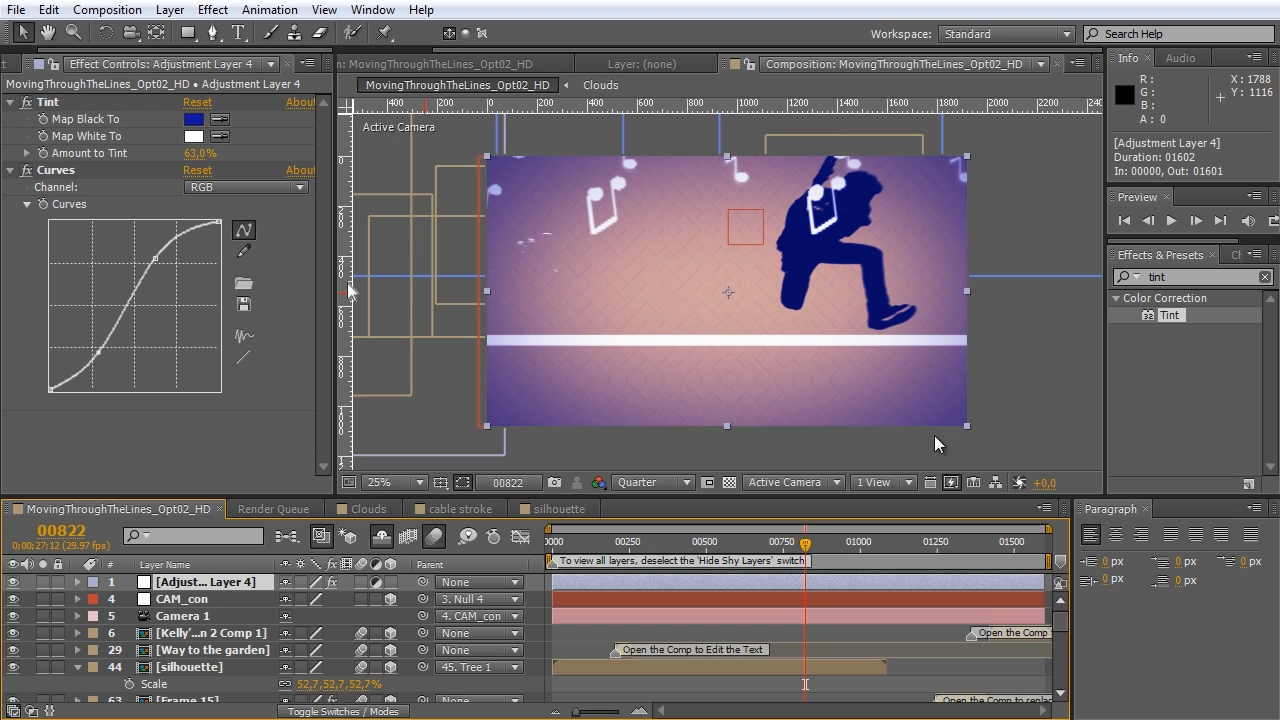 File Edit Composition Layer Effect Animation View Window Help
Workspace: Standard Search Help
Effect Controls: Adjustment Layer 4
MovingThroughTheLines_Opt02_HD • Adjustment Layer 4
Tint Reset About
Map Black To
Map White To
Amount to Tint 63,0%
Curves Reset About
Channel: RGB
Curves
n: MovingThroughTheLines_Opt02_HD Layer: (none) Composition: MovingThroughTheLines_Opt02_HD
MovingThroughTheLines_Opt02_HD Clouds
400 200 0 200 400 600 800 1000 1200 1400 1600 1800 2000 2200 240
Active Camera
25% 00822 Quarter Active Camera 1 View +0,0
Info Audio
R: X: 1788
G: Y: 1116
B:
A: 0
[Adjustment Layer 4]
Duration: 01602
In: 00000, Out: 01601
Preview
Effects & Presets
tint
Color Correction
32 Tint
MovingThroughTheLines_Opt02_HD Render Queue Clouds cable stroke silhouette
00822
0:00:27:12 (29.97 fps)
0000 00250 00500 00750 01000 01250 01500
# Layer Name Parent
To view all layers, deselect the 'Hide Shy Layers' switch
1 [Adjust... Layer 4] None
4 CAM_con 3. Null 4
5 Camera 1 4. CAM_con
6 [Kelly'...n 2 Comp 1] None Open the Comp
29 [Way to the garden] None Open the Comp to Edit the Text
44 [silhouette] 45. Tree 1
Scale 52,7,52,7,52,7%
63 [Frame 15] None
Toggle Switches / Modes
Paragraph
0 px 0 px 0 px
0 px 0 px